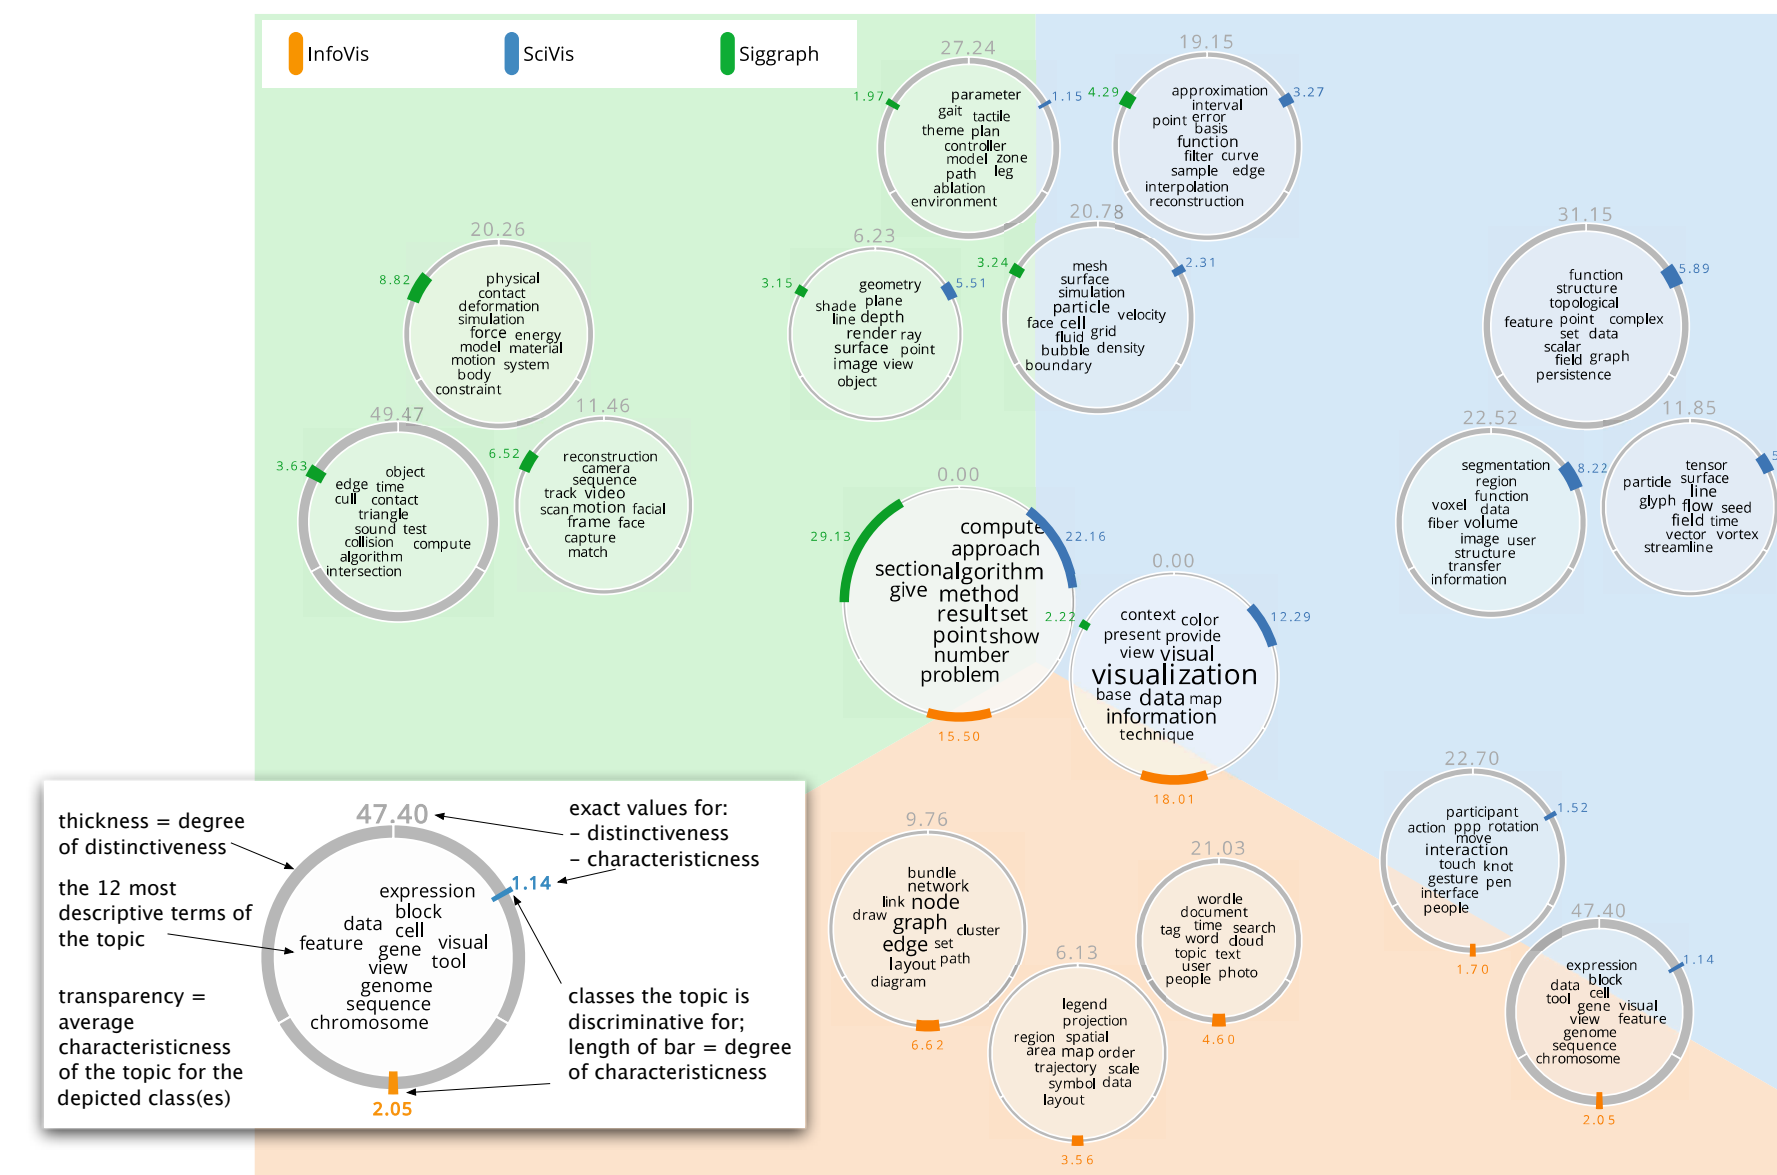 InfoVis
SciVis
Siggraph
27.24
1.97
1.15
parameter
gait tactile
theme plan
controller
model zone
path leg
ablation
environment
19.15
4.29
3.27
approximation
interval
point error
basis
function
filter curve
sample edge
interpolation
reconstruction
20.26
8.82
physical
contact
deformation
simulation
force energy
model material
motion system
body
constraint
6.23
3.15
5.51
geometry
shade plane
line depth
render ray
surface point
image view
object
20.78
3.24
2.31
mesh
surface
simulation
particle velocity
face cell grid
fluid
bubble density
boundary
31.15
5.89
function
structure
topological
feature point complex
set data
scalar
field graph
persistence
49.47
3.63
object
edge time
cull contact
triangle
sound test
collision compute
algorithm
intersection
11.46
6.52
reconstruction
camera
sequence
track video
scan motion facial
frame face
capture
match
22.52
8.22
segmentation
region
function
voxel data
fiber volume
image user
structure
transfer
information
11.85
5
tensor
particle surface
line
glyph flow seed
field time
vector vortex
streamline
0.00
29.13
22.16
compute
approach
section algorithm
give method
result set
point show
number
problem
15.50
0.00
2.22
12.29
context color
present provide
view visual
visualization
base data map
information
technique
18.01
22.70
1.52
participant
action ppp rotation
move
interaction
touch knot
gesture pen
interface
people
1.70
9.76
bundle
network
link node
draw graph cluster
edge set
layout path
diagram
6.62
21.03
wordle
document
tag time search
word cloud
topic text
user
people photo
4.60
6.13
legend
projection
region spatial
area map order
trajectory scale
symbol data
layout
3.56
47.40
1.14
expression
data block
tool cell
gene visual
view feature
genome
sequence
chromosome
2.05
thickness = degree
of distinctiveness
the 12 most
descriptive terms of
the topic
transparency =
average
characteristicness
of the topic for the
depicted class(es)
47.40
1.14
expression
block
data cell
feature gene visual
view tool
genome
sequence
chromosome
2.05
exact values for:
- distinctiveness
- characteristicness
classes the topic is
discriminative for;
length of bar = degree
of characteristicness